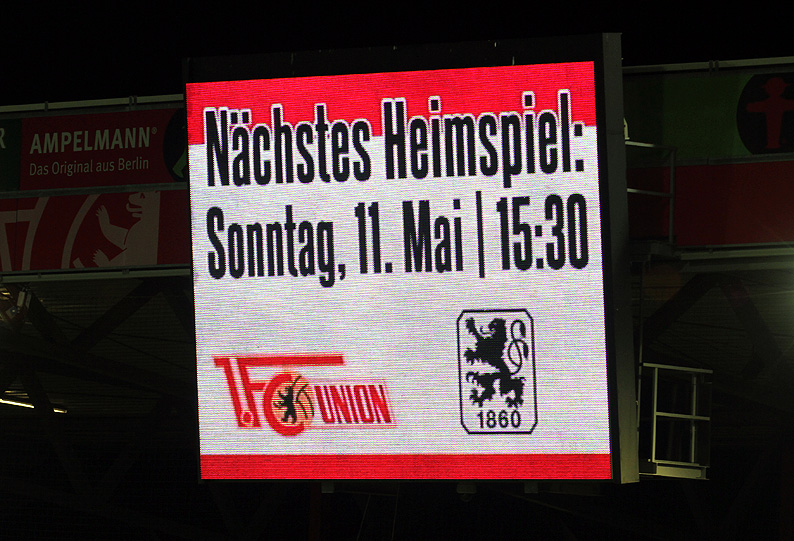 R
AMPELMANN®
Das Original aus Berlin
Nächstes Heimspiel:
Sonntag, 11. Mai | 15:30
1.FC UNION
1860